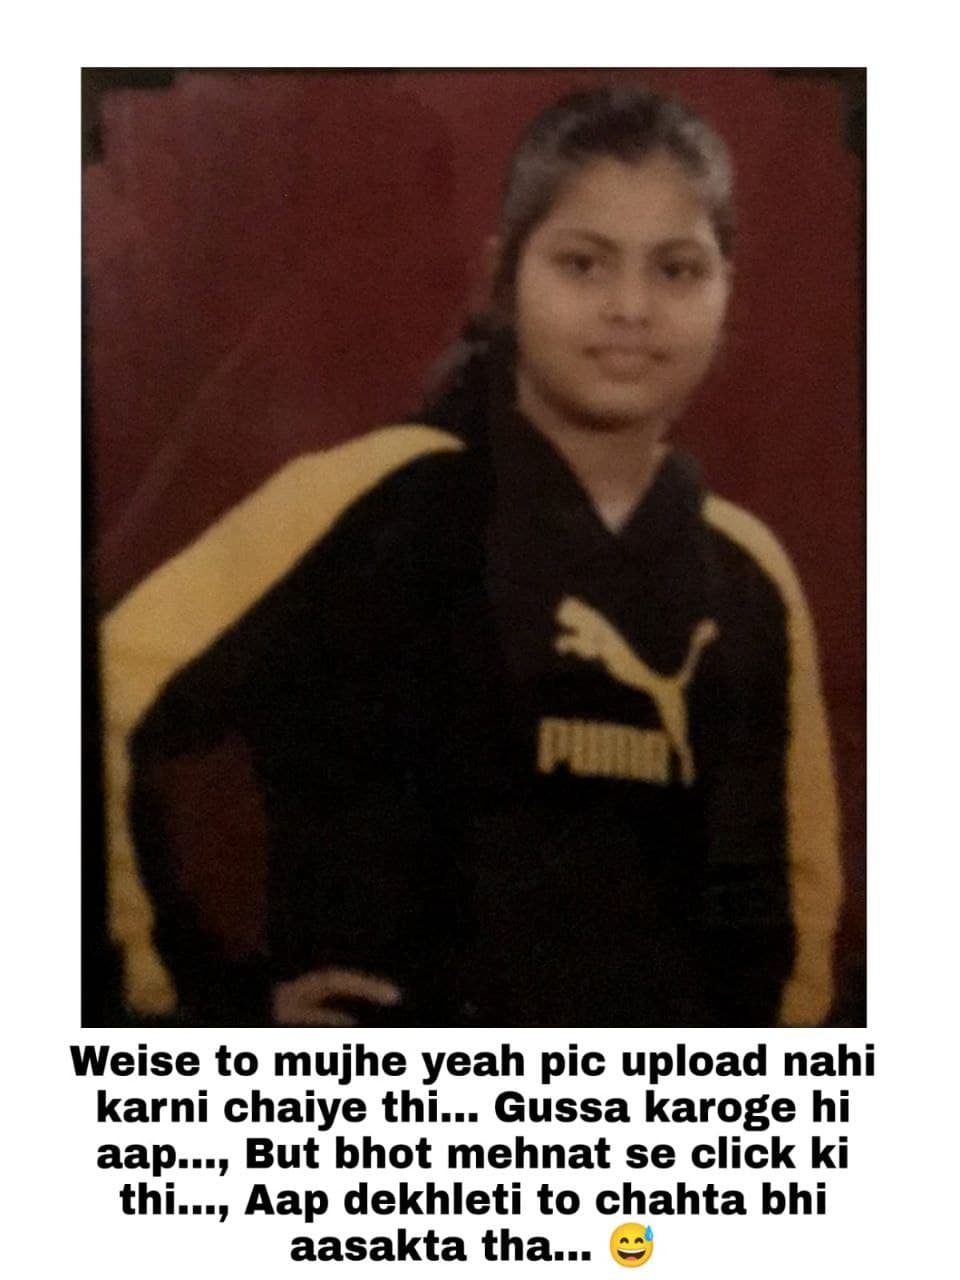 PUMA
Weise to mujhe yeah pic upload nahi
karni chaiye thi... Gussa karoge hi
aap..., But bhot mehnat se click ki
thi..., Aap dekhleti to chahta bhi
aasakta tha... 😅